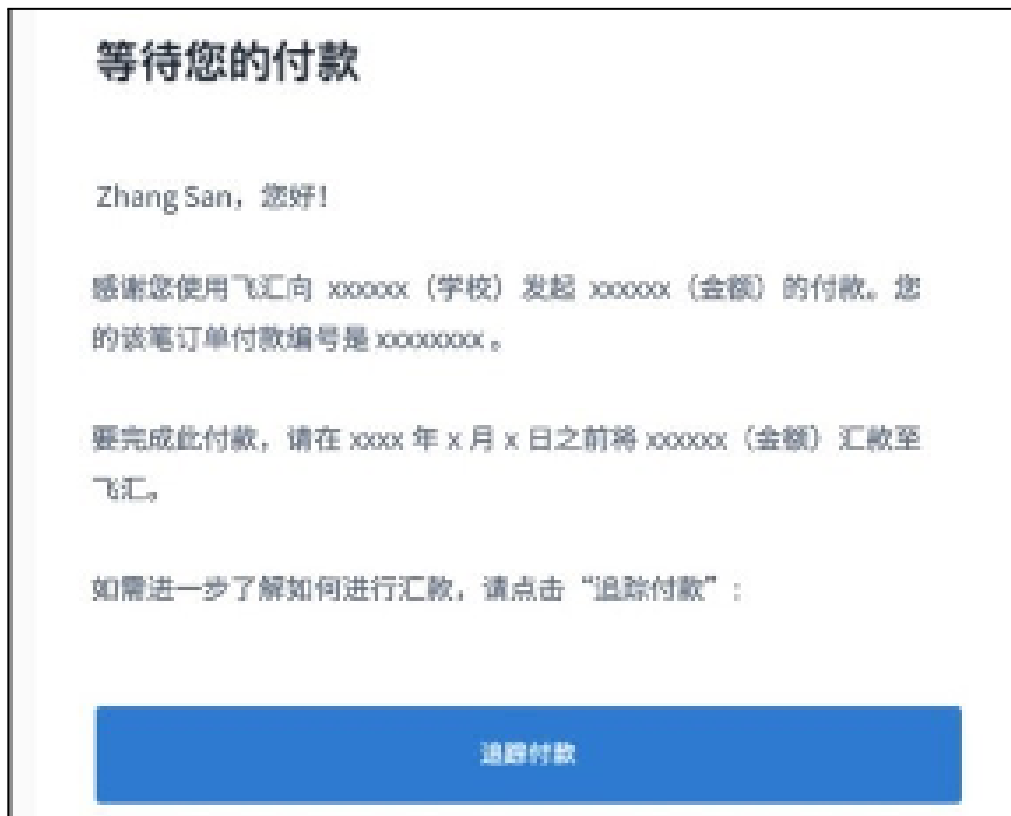 等待您的付款
Zhang San，您好！
感谢您使用飞汇向 xxxxxx（学校）发起 xxxxxx（金额）的付款。您
的该笔订单付款编号是 xxxxxxxx。
要完成此付款，请在 xxxx 年 x 月 x 日之前将 xxxxxx（金额）汇款至
飞汇。
如需进一步了解如何进行汇款，请点击“追踪付款”：
追踪付款